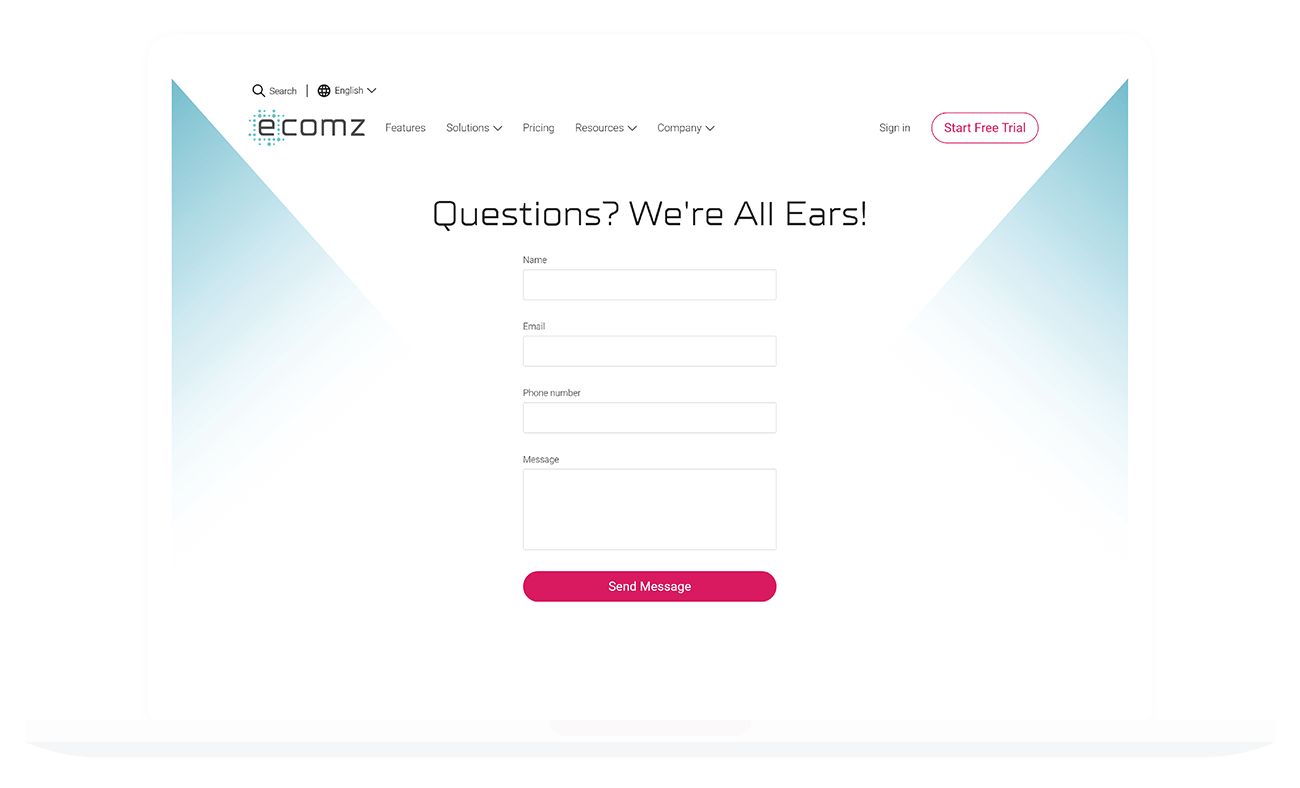 Search | English
ecomz Features Solutions Pricing Resources Company Sign in Start Free Trial
Questions? We're All Ears!
Name
Email
Phone number
Message
Send Message